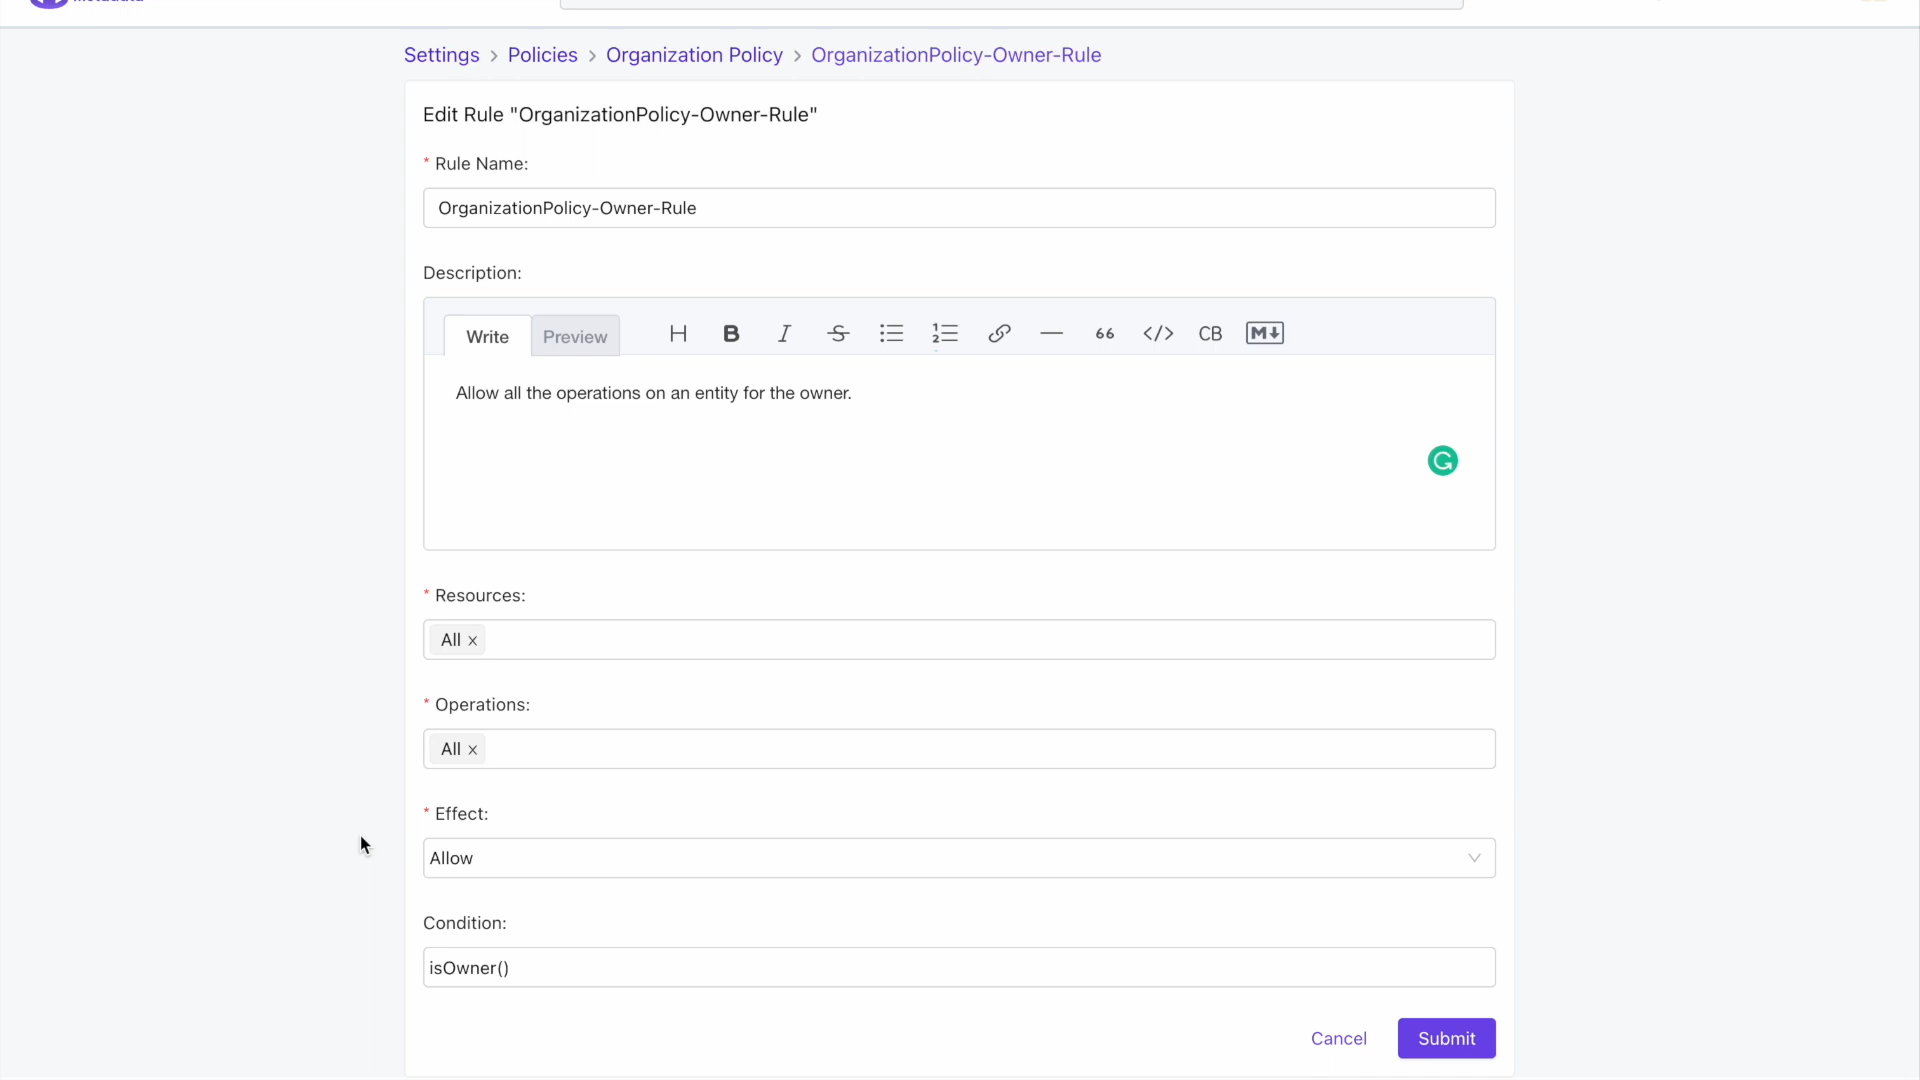 Settings > Policies > Organization Policy > OrganizationPolicy-Owner-Rule
Edit Rule "OrganizationPolicy-Owner-Rule"
* Rule Name:
OrganizationPolicy-Owner-Rule
Description:
Write Preview H B I S 66 </> CB M↓
Allow all the operations on an entity for the owner.
* Resources:
All ×
* Operations:
All ×
* Effect:
Allow
Condition:
isOwner()
Cancel Submit